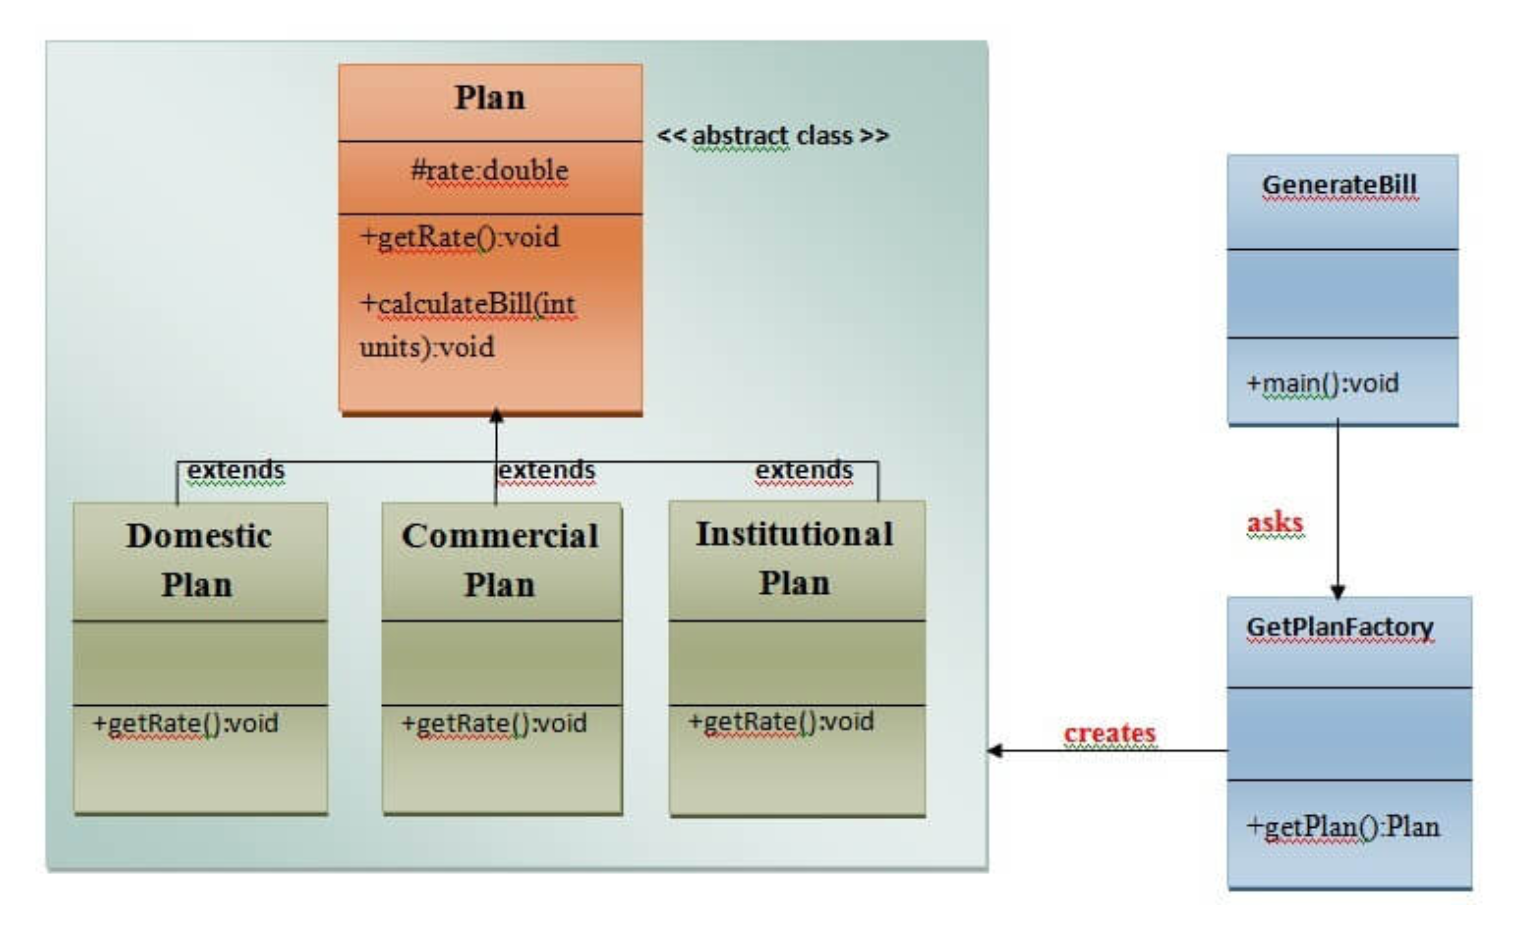 Plan
<< abstract class >>
#rate:double
+getRate():void
+calculateBill(int
units):void
extends
extends
extends
Domestic
Plan
+getRate():void
Commercial
Plan
+getRate():void
Institutional
Plan
+getRate():void
GenerateBill
+main():void
asks
GetPlanFactory
creates
+getPlan():Plan